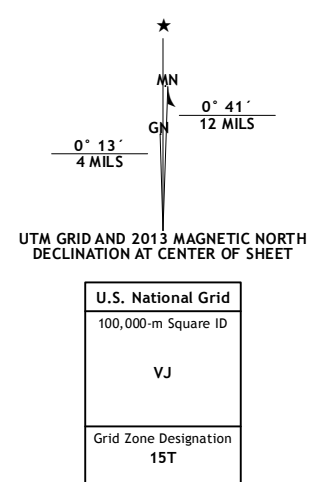 ★
MN
0° 41´
12 MILS
GN
0° 13´
4 MILS
UTM GRID AND 2013 MAGNETIC NORTH
DECLINATION AT CENTER OF SHEET
U.S. National Grid
100,000-m Square ID
VJ
Grid Zone Designation
15T